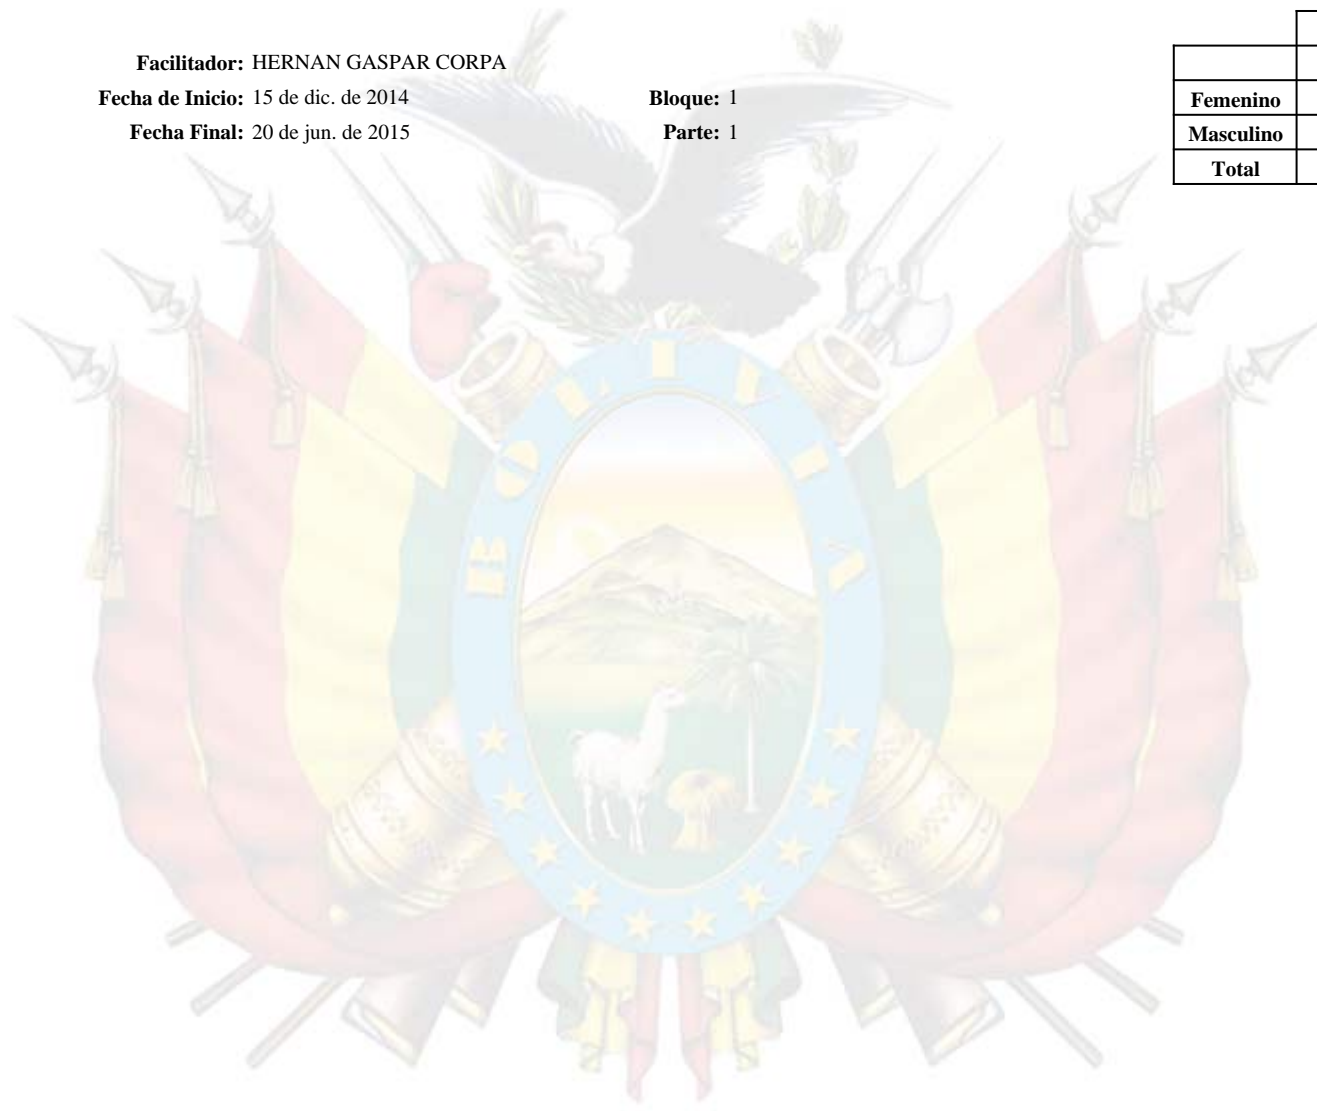 Facilitador: HERNAN GASPAR CORPA
Fecha de Inicio: 15 de dic. de 2014 Bloque: 1
Fecha Final: 20 de jun. de 2015 Parte: 1
Femenino
Masculino
Total
BOLIVIA